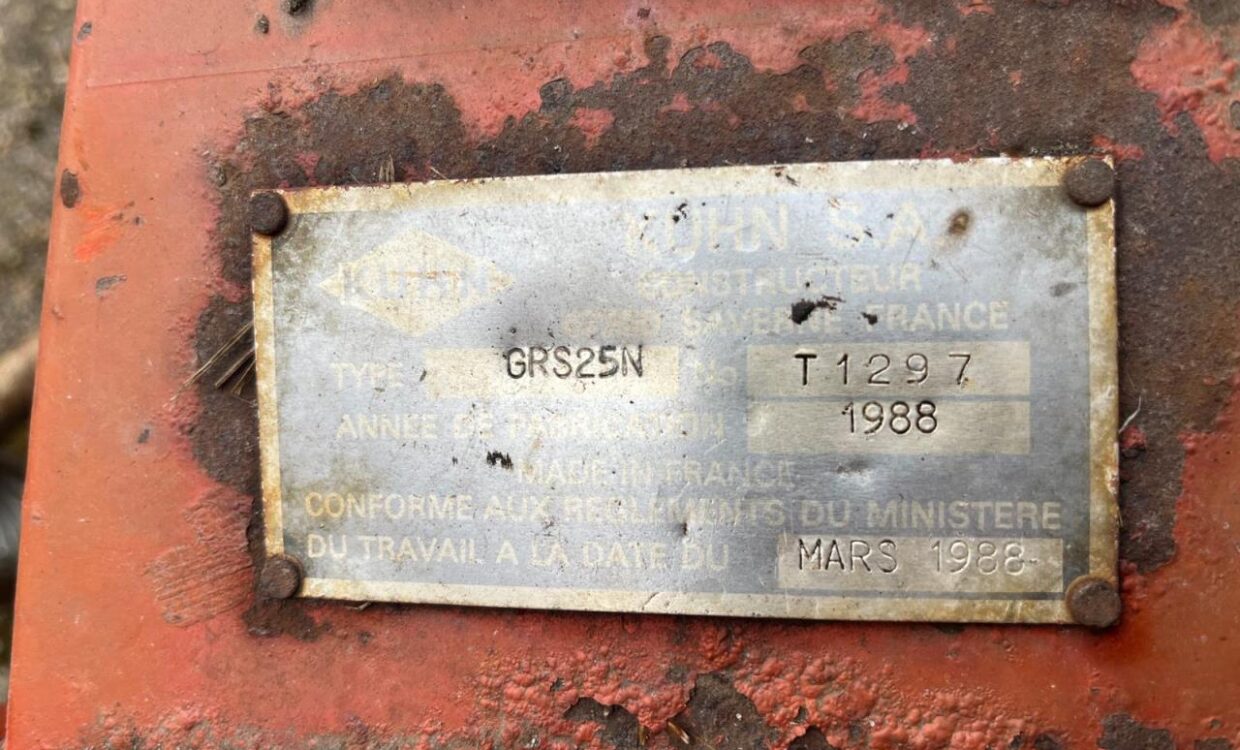 KUHN
KUHN S.A.
CONSTRUCTEUR
SAVERNE FRANCE
TYPE GRS25N No T1297
ANNEE DE FABRICATION 1988
MADE IN FRANCE
CONFORME AUX REGLEMENTS DU MINISTERE
DU TRAVAIL A LA DATE DU MARS 1988